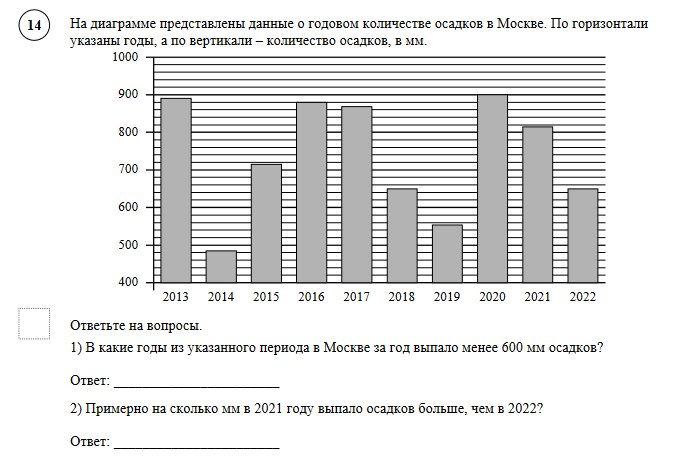 14
На диаграмме представлены данные о годовом количестве осадков в Москве. По горизонтали
указаны годы, а по вертикали – количество осадков, в мм.
1000
900
800
700
600
500
400
2013 2014 2015 2016 2017 2018 2019 2020 2021 2022
Ответьте на вопросы.
1) В какие годы из указанного периода в Москве за год выпало менее 600 мм осадков?
Ответ: ________________________
2) Примерно на сколько мм в 2021 году выпало осадков больше, чем в 2022?
Ответ: ________________________